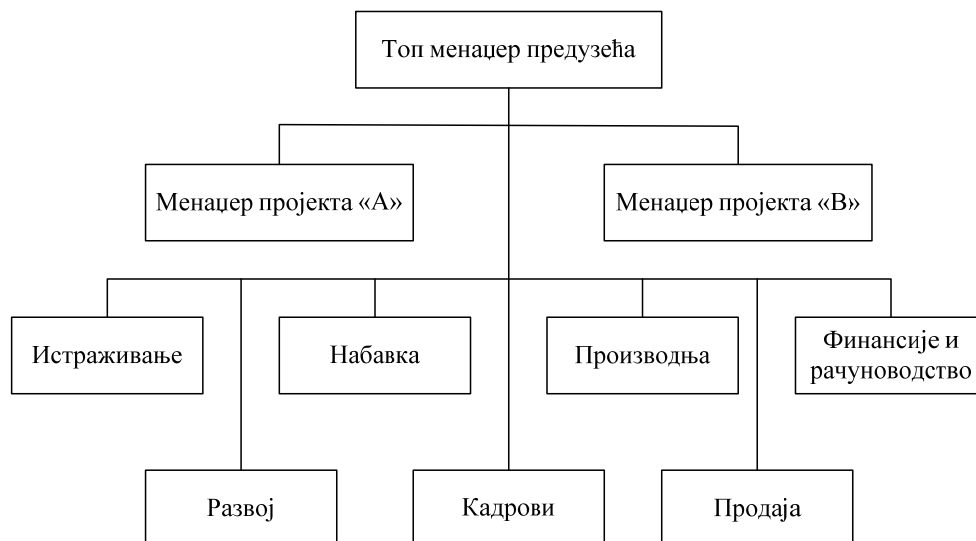 Топ менаџер предузећа
Менаџер пројекта «А»
Менаџер пројекта «В»
Истраживање
Набавка
Производња
Финансије и
рачуноводство
Развој
Кадрови
Продаја